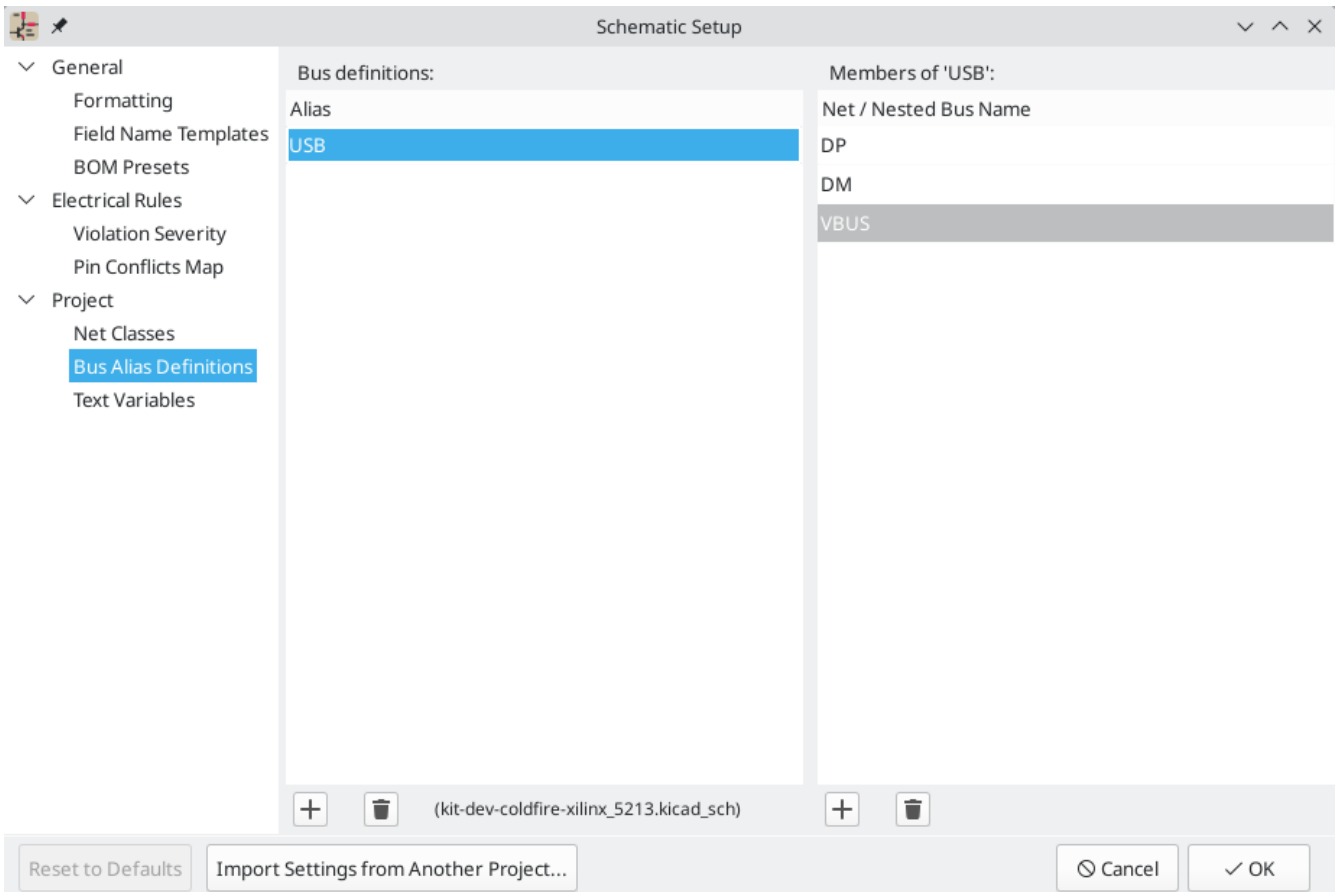 Schematic Setup
General
Formatting
Field Name Templates
BOM Presets
Electrical Rules
Violation Severity
Pin Conflicts Map
Project
Net Classes
Bus Alias Definitions
Text Variables
Bus definitions:
Alias
USB
(kit-dev-coldfire-xilinx_5213.kicad_sch)
Members of 'USB':
Net / Nested Bus Name
DP
DM
VBUS
Reset to Defaults
Import Settings from Another Project...
Cancel
OK